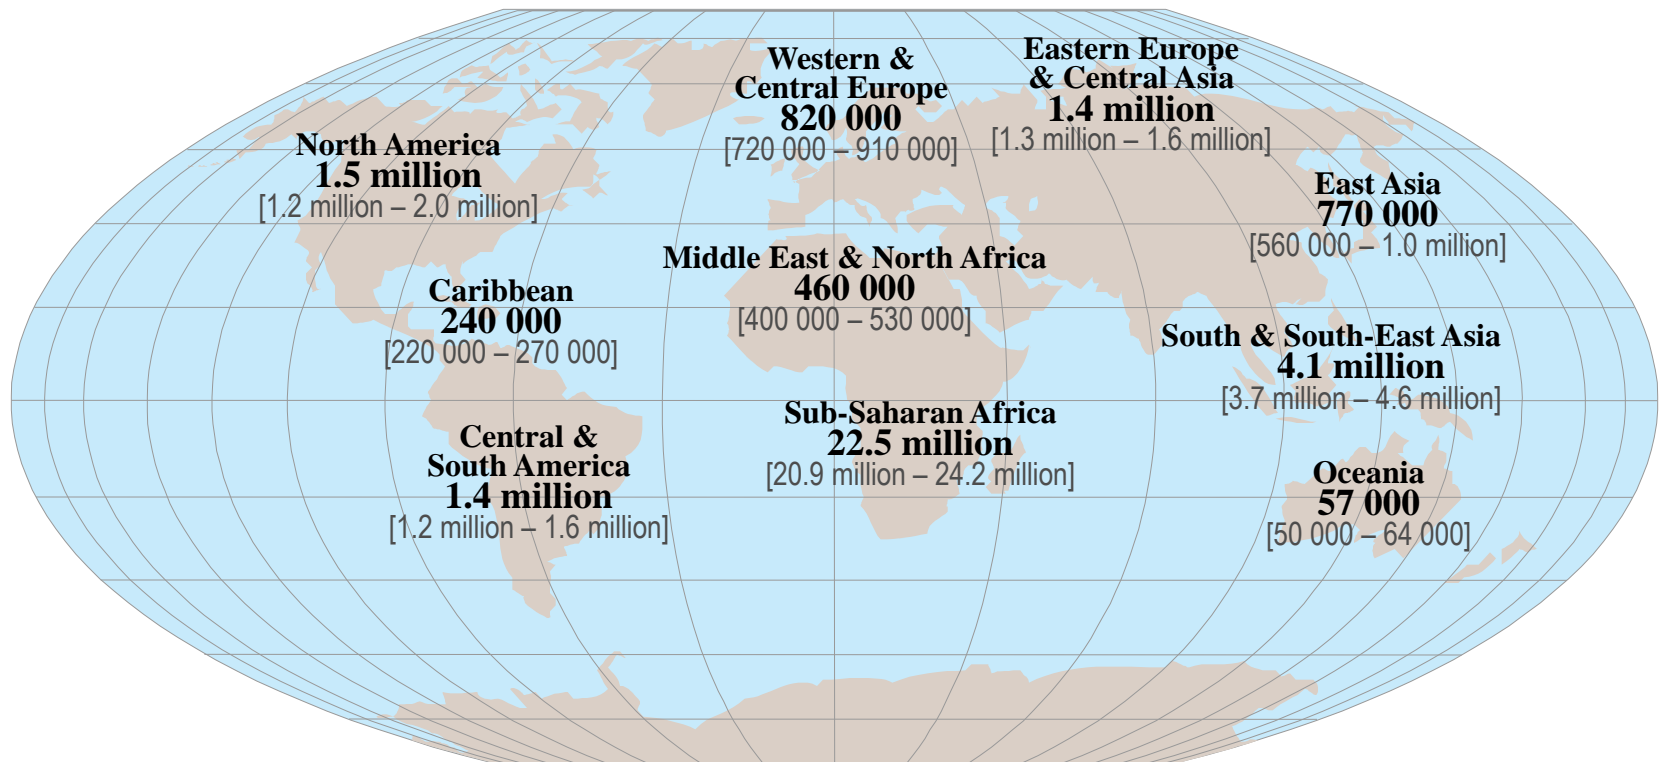 Western &
Central Europe
820 000
[720 000 – 910 000]
Eastern Europe
& Central Asia
1.4 million
[1.3 million – 1.6 million]
North America
1.5 million
[1.2 million – 2.0 million]
East Asia
770 000
[560 000 – 1.0 million]
Middle East & North Africa
460 000
[400 000 – 530 000]
Caribbean
240 000
[220 000 – 270 000]
South & South-East Asia
4.1 million
[3.7 million – 4.6 million]
Sub-Saharan Africa
22.5 million
[20.9 million – 24.2 million]
Central &
South America
1.4 million
[1.2 million – 1.6 million]
Oceania
57 000
[50 000 – 64 000]